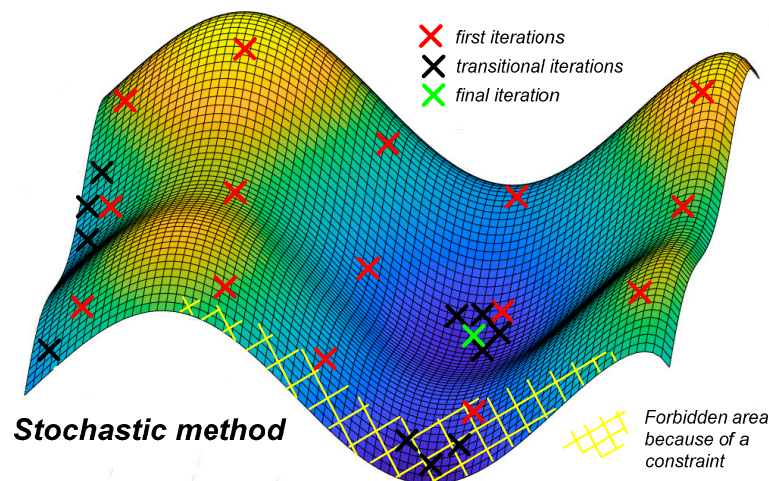 first iterations
transitional iterations
final iteration
Stochastic method
Forbidden area
because of a
constraint